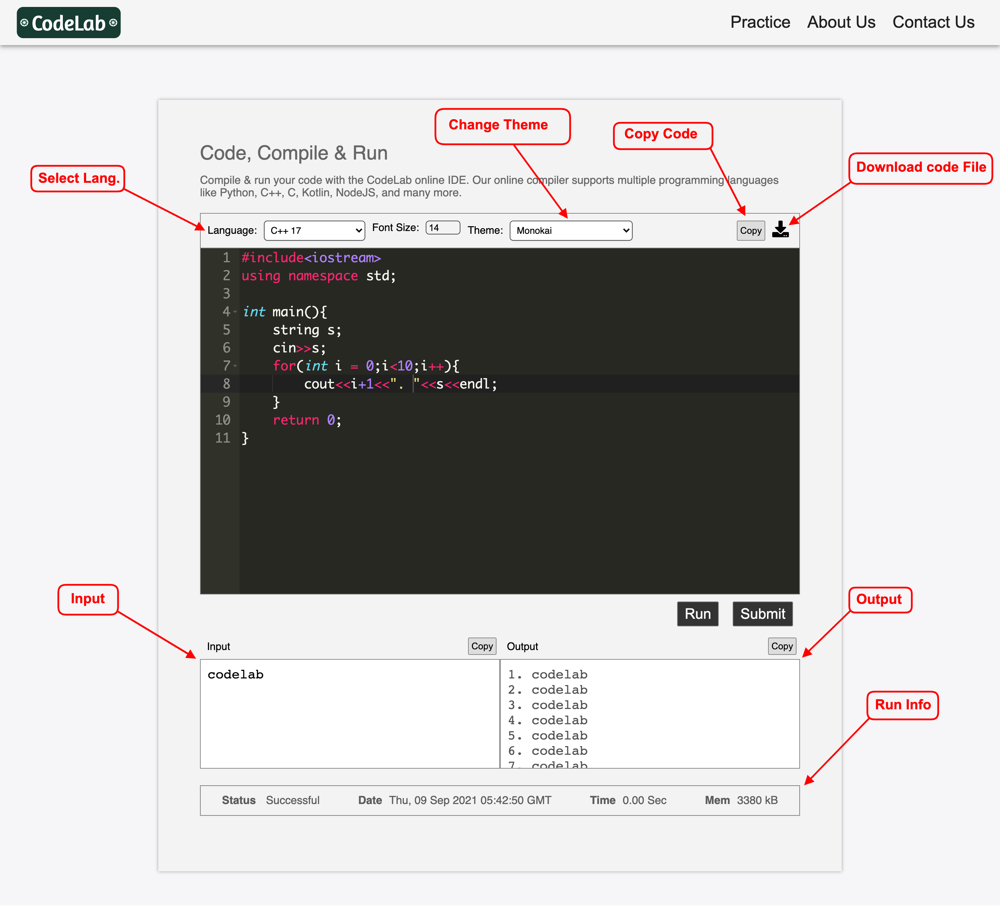 CodeLab
Practice About Us Contact Us
Change Theme
Copy Code
Code, Compile & Run
Download code File
Select Lang.
Compile & run your code with the CodeLab online IDE. Our online compiler supports multiple programming languages
like Python, C++, C, Kotlin, NodeJS, and many more.
Language: C++ 17 Font Size: 14 Theme: Monokai Copy
1 #include<iostream>
2 using namespace std;
3
4 int main(){
5     string s;
6     cin>>s;
7     for(int i = 0;i<10;i++){
8         cout<<i+1<<". "<<s<<endl;
9     }
10     return 0;
11 }
Input
Output
Run Submit
Input Copy Output Copy
codelab
1. codelab
2. codelab
3. codelab
4. codelab
5. codelab
6. codelab
7. codelab
Run Info
Status Successful Date Thu, 09 Sep 2021 05:42:50 GMT Time 0.00 Sec Mem 3380 kB